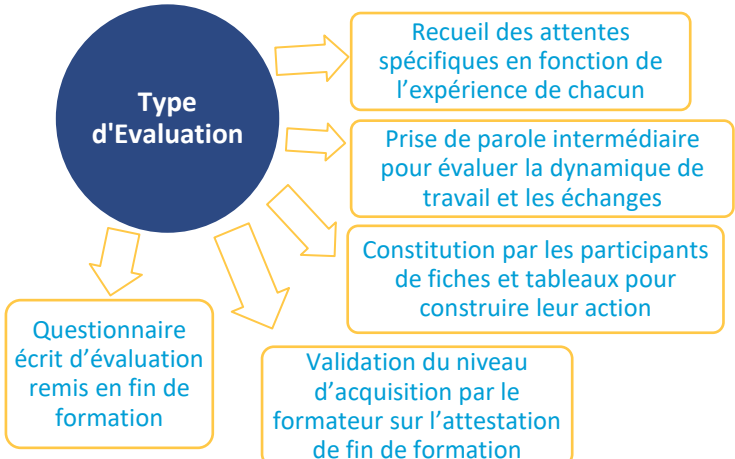 Type
d'Evaluation
Recueil des attentes
spécifiques en fonction de
l’expérience de chacun
Prise de parole intermédiaire
pour évaluer la dynamique de
travail et les échanges
Constitution par les participants
de fiches et tableaux pour
construire leur action
Validation du niveau
d’acquisition par le
formateur sur l’attestation
de fin de formation
Questionnaire
écrit d’évaluation
remis en fin de
formation